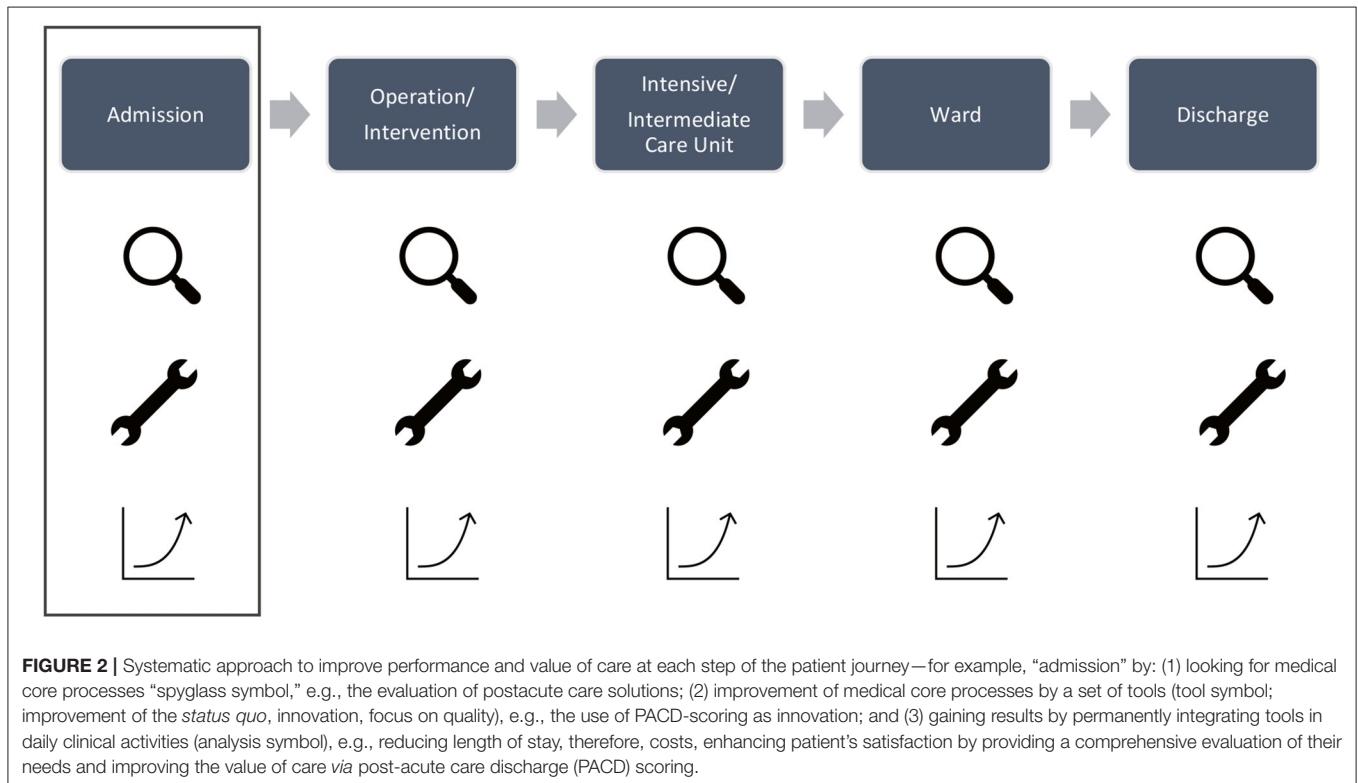 Admission
Operation/
Intervention
Intensive/
Intermediate
Care Unit
Ward
Discharge
FIGURE 2 | Systematic approach to improve performance and value of care at each step of the patient journey—for example, “admission” by: (1) looking for medical
core processes “spyglass symbol,” e.g., the evaluation of postacute care solutions; (2) improvement of medical core processes by a set of tools (tool symbol;
improvement of the status quo, innovation, focus on quality), e.g., the use of PACD-scoring as innovation; and (3) gaining results by permanently integrating tools in
daily clinical activities (analysis symbol), e.g., reducing length of stay, therefore, costs, enhancing patient’s satisfaction by providing a comprehensive evaluation of their
needs and improving the value of care via post-acute care discharge (PACD) scoring.